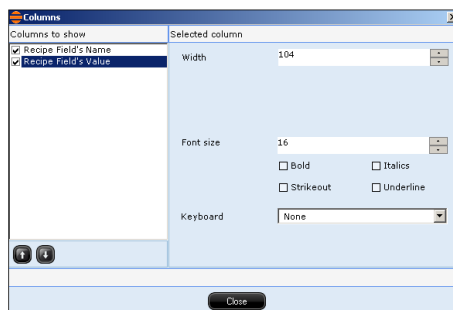 Columns
Columns to show
Selected column
Recipe Field's Name
Recipe Field's Value
Width
104
Font size
16
Bold
Italics
Strikeout
Underline
Keyboard
None
Close